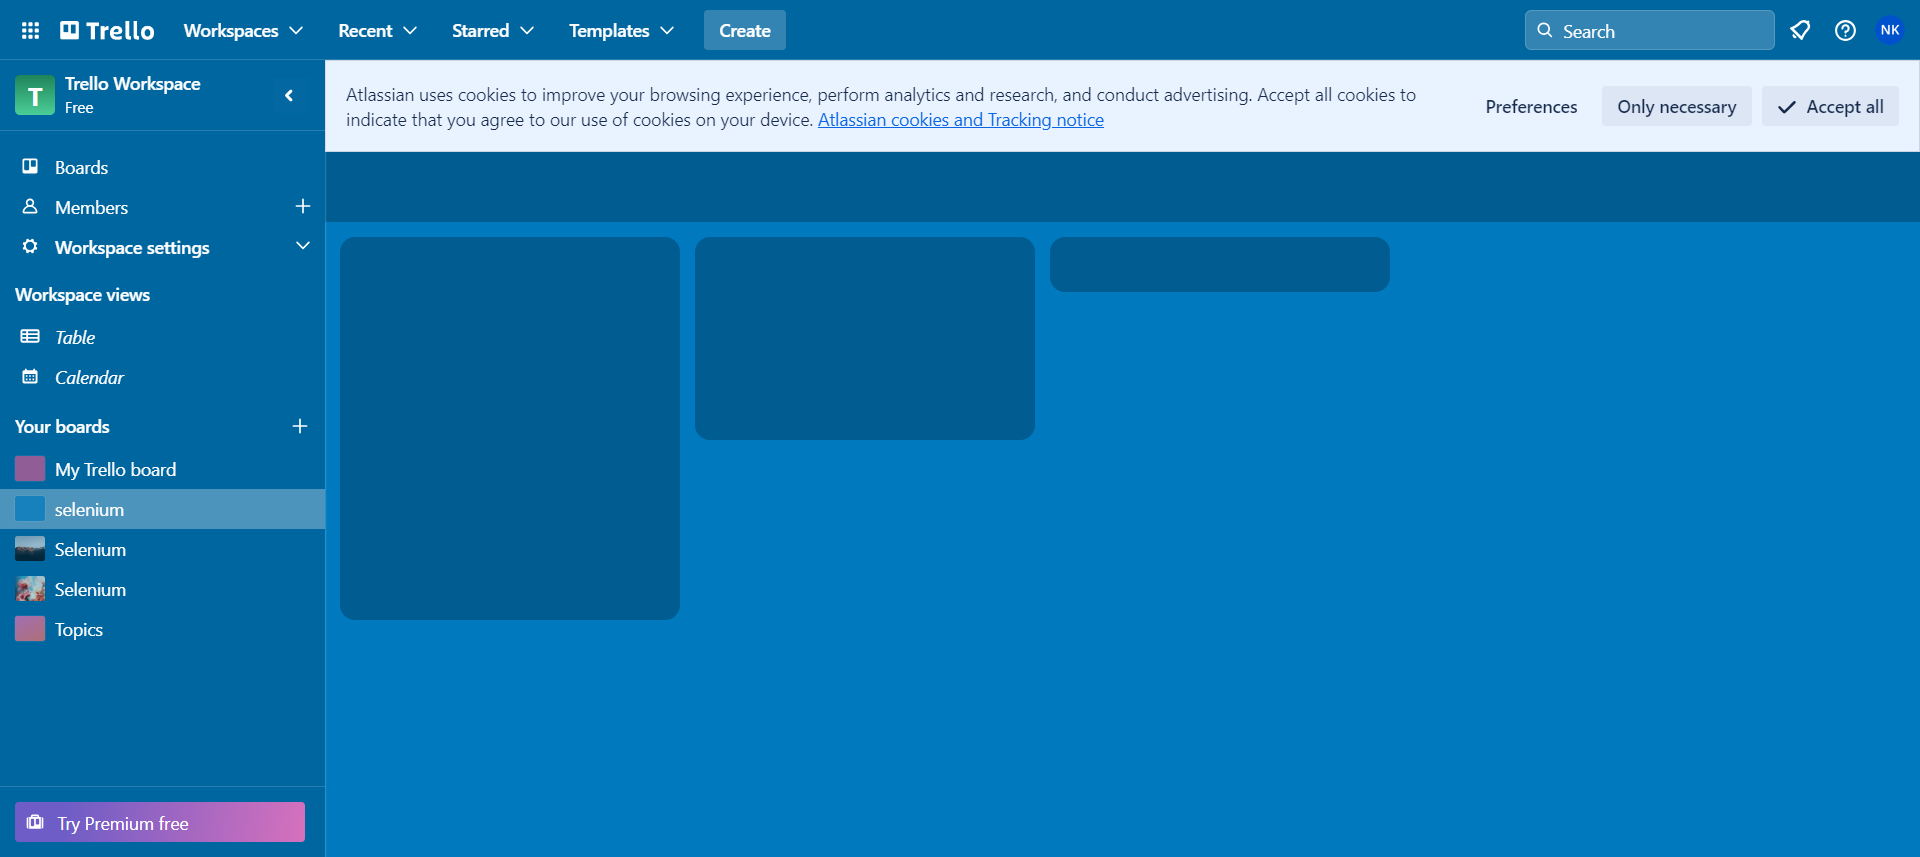 Trello Workspaces Recent Starred Templates Create Search NK
T Trello Workspace
Free
Atlassian uses cookies to improve your browsing experience, perform analytics and research, and conduct advertising. Accept all cookies to
indicate that you agree to our use of cookies on your device. Atlassian cookies and Tracking notice
Preferences Only necessary Accept all
Boards
Members
Workspace settings
Workspace views
Table
Calendar
Your boards
My Trello board
selenium
Selenium
Selenium
Topics
Try Premium free